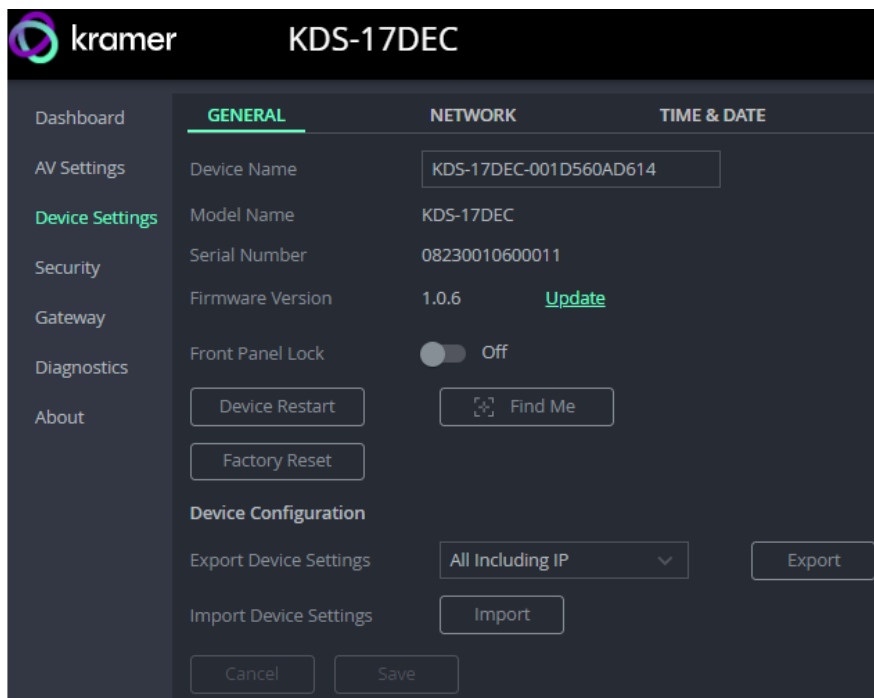 kramer KDS-17DEC
Dashboard
AV Settings
Device Settings
Security
Gateway
Diagnostics
About
GENERAL NETWORK TIME & DATE
Device Name KDS-17DEC-001D560AD614
Model Name KDS-17DEC
Serial Number 08230010600011
Firmware Version 1.0.6 Update
Front Panel Lock Off
Device Restart Find Me
Factory Reset
Device Configuration
Export Device Settings All Including IP Export
Import Device Settings Import
Cancel Save